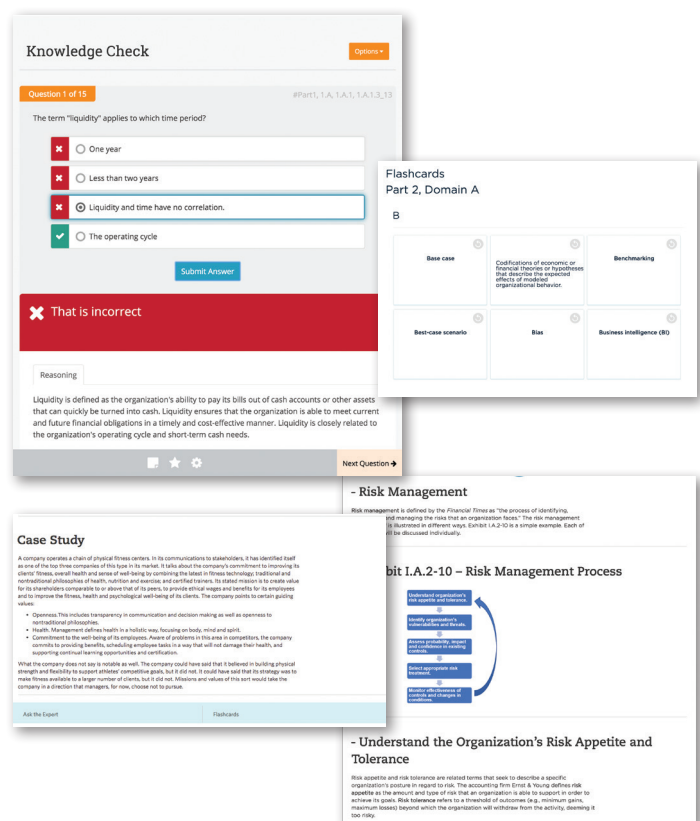 Knowledge Check
Options
Question 1 of 15
#Part1, 1.A, 1.A.1, 1.A.1.3_13
The term "liquidity" applies to which time period?
One year
Less than two years
Liquidity and time have no correlation.
The operating cycle
Submit Answer
That is incorrect
Reasoning
Liquidity is defined as the organization's ability to pay its bills out of cash accounts or other assets
that can quickly be turned into cash. Liquidity ensures that the organization is able to meet current
and future financial obligations in a timely and cost-effective manner. Liquidity is closely related to
the organization's operating cycle and short-term cash needs.
Next Question
Flashcards
Part 2, Domain A
B
Base case
Codifications of economic or
financial theories or hypotheses
that describe the expected
effects of modeled
organizational behavior.
Benchmarking
Best-case scenario
Bias
Business intelligence (BI)
Case Study
A company operates a chain of physical fitness centers. In its communications to stakeholders, it has identified itself
as one of the top three companies of this type in its market. It talks about the company's commitment to improving its
clients' fitness, overall health and sense of well-being by combining the latest in fitness technology; traditional and
nontraditional philosophies of health, nutrition and exercise; and certified trainers. Its stated mission is to create value
for its shareholders comparable to or above that of its peers, to provide ethical wages and benefits for its employees
and to improve the fitness, health and psychological well-being of its clients. The company points to certain guiding
values:
• Openness. This includes transparency in communication and decision making as well as openness to
nontraditional philosophies.
• Health. Management defines health in a holistic way, focusing on body, mind and spirit.
• Commitment to the well-being of its employees. Aware of problems in this area in competitors, the company
commits to providing benefits, scheduling employee tasks in a way that will not damage their health, and
supporting continual learning opportunities and certification.
What the company does not say is notable as well. The company could have said that it believed in building physical
strength and flexibility to support athletes' competitive goals, but it did not. It could have said that its strategy was to
make fitness available to a larger number of clients, but it did not. Missions and values of this sort would take the
company in a direction that managers, for now, choose not to pursue.
Ask the Expert
Flashcards
- Risk Management
Risk management is defined by the Financial Times as "the process of identifying,
and managing the risks that an organization faces." The risk management
is illustrated in different ways. Exhibit I.A.2-10 is a simple example. Each of
will be discussed individually.
bit I.A.2-10 – Risk Management Process
Understand organization's
risk appetite and tolerance.
Identify organization's
vulnerabilities and threats.
Assess probability, impact
and confidence in existing
controls.
Select appropriate risk
treatment.
Monitor effectiveness of
controls and changes in
conditions.
- Understand the Organization's Risk Appetite and
Tolerance
Risk appetite and risk tolerance are related terms that seek to describe a specific
organization's posture in regard to risk. The accounting firm Ernst & Young defines risk
appetite as the amount and type of risk that an organization is able to support in order to
achieve its goals. Risk tolerance refers to a threshold of outcomes (e.g., minimum gains,
maximum losses) beyond which the organization will withdraw from the activity, deeming it
too risky.